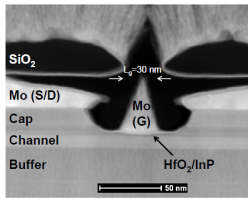 SiO₂
Lg=30 nm
Mo (S/D)
Mo
(G)
Cap
Channel
Buffer
HfO₂/InP
50 nm